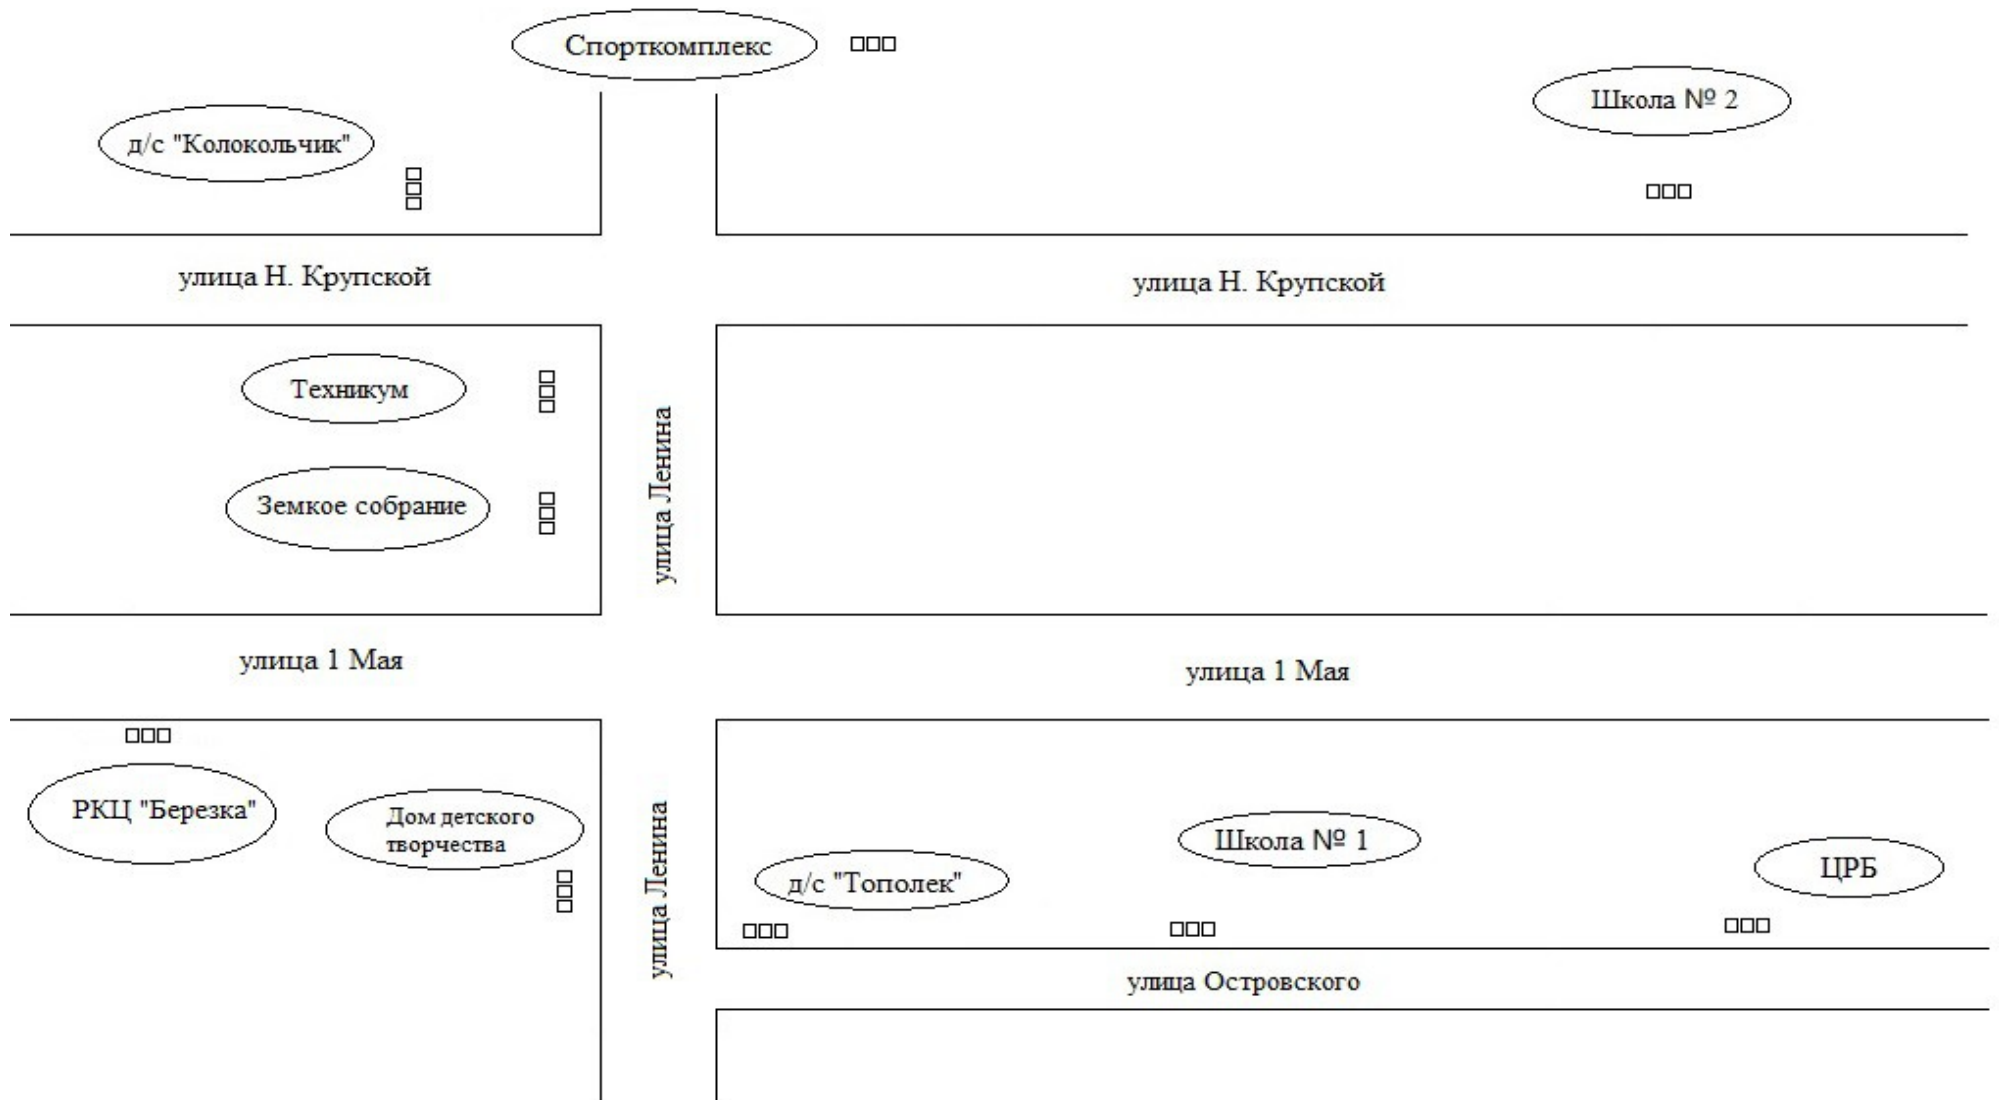 Спорткомплекс
Школа № 2
д/с "Колокольчик"
улица Н. Крупской
улица Н. Крупской
Техникум
улица Ленина
Земкое собрание
улица 1 Мая
улица 1 Мая
РКЦ "Березка"
Дом детского
творчества
улица Ленина
д/с "Тополек"
Школа № 1
ЦРБ
улица Островского